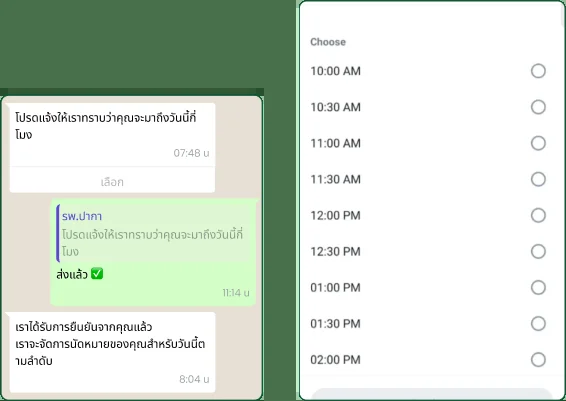 โปรดแจ้งให้เราทราบว่าคุณจะมาถึงวันนี้กี่
โมง
07:48 น
เลือก
รพ.ปากา
โปรดแจ้งให้เราทราบว่าคุณจะมาถึงวันนี้กี่
โมง
ส่งแล้ว ✅
11:14 น
เราได้รับการยืนยันจากคุณแล้ว
เราจะจัดการนัดหมายของคุณสำหรับวันนี้ต
ามลำดับ
8:04 น
Choose
10:00 AM
10:30 AM
11:00 AM
11:30 AM
12:00 PM
12:30 PM
01:00 PM
01:30 PM
02:00 PM